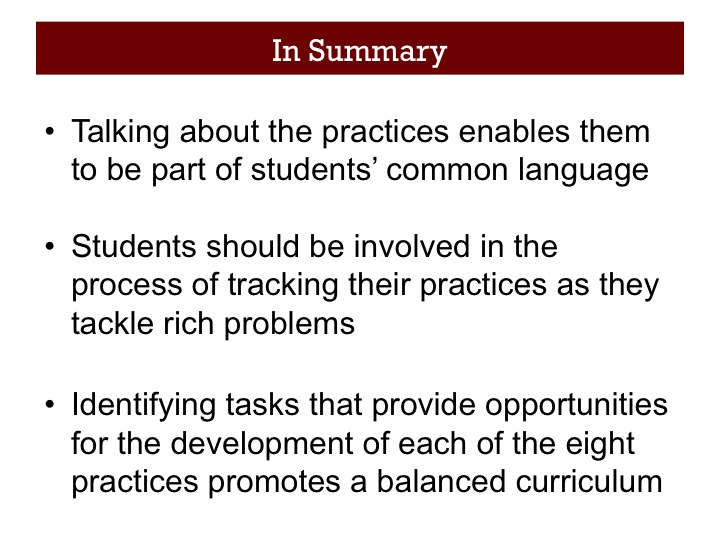 In Summary
• Talking about the practices enables them
to be part of students’ common language
• Students should be involved in the
process of tracking their practices as they
tackle rich problems
• Identifying tasks that provide opportunities
for the development of each of the eight
practices promotes a balanced curriculum